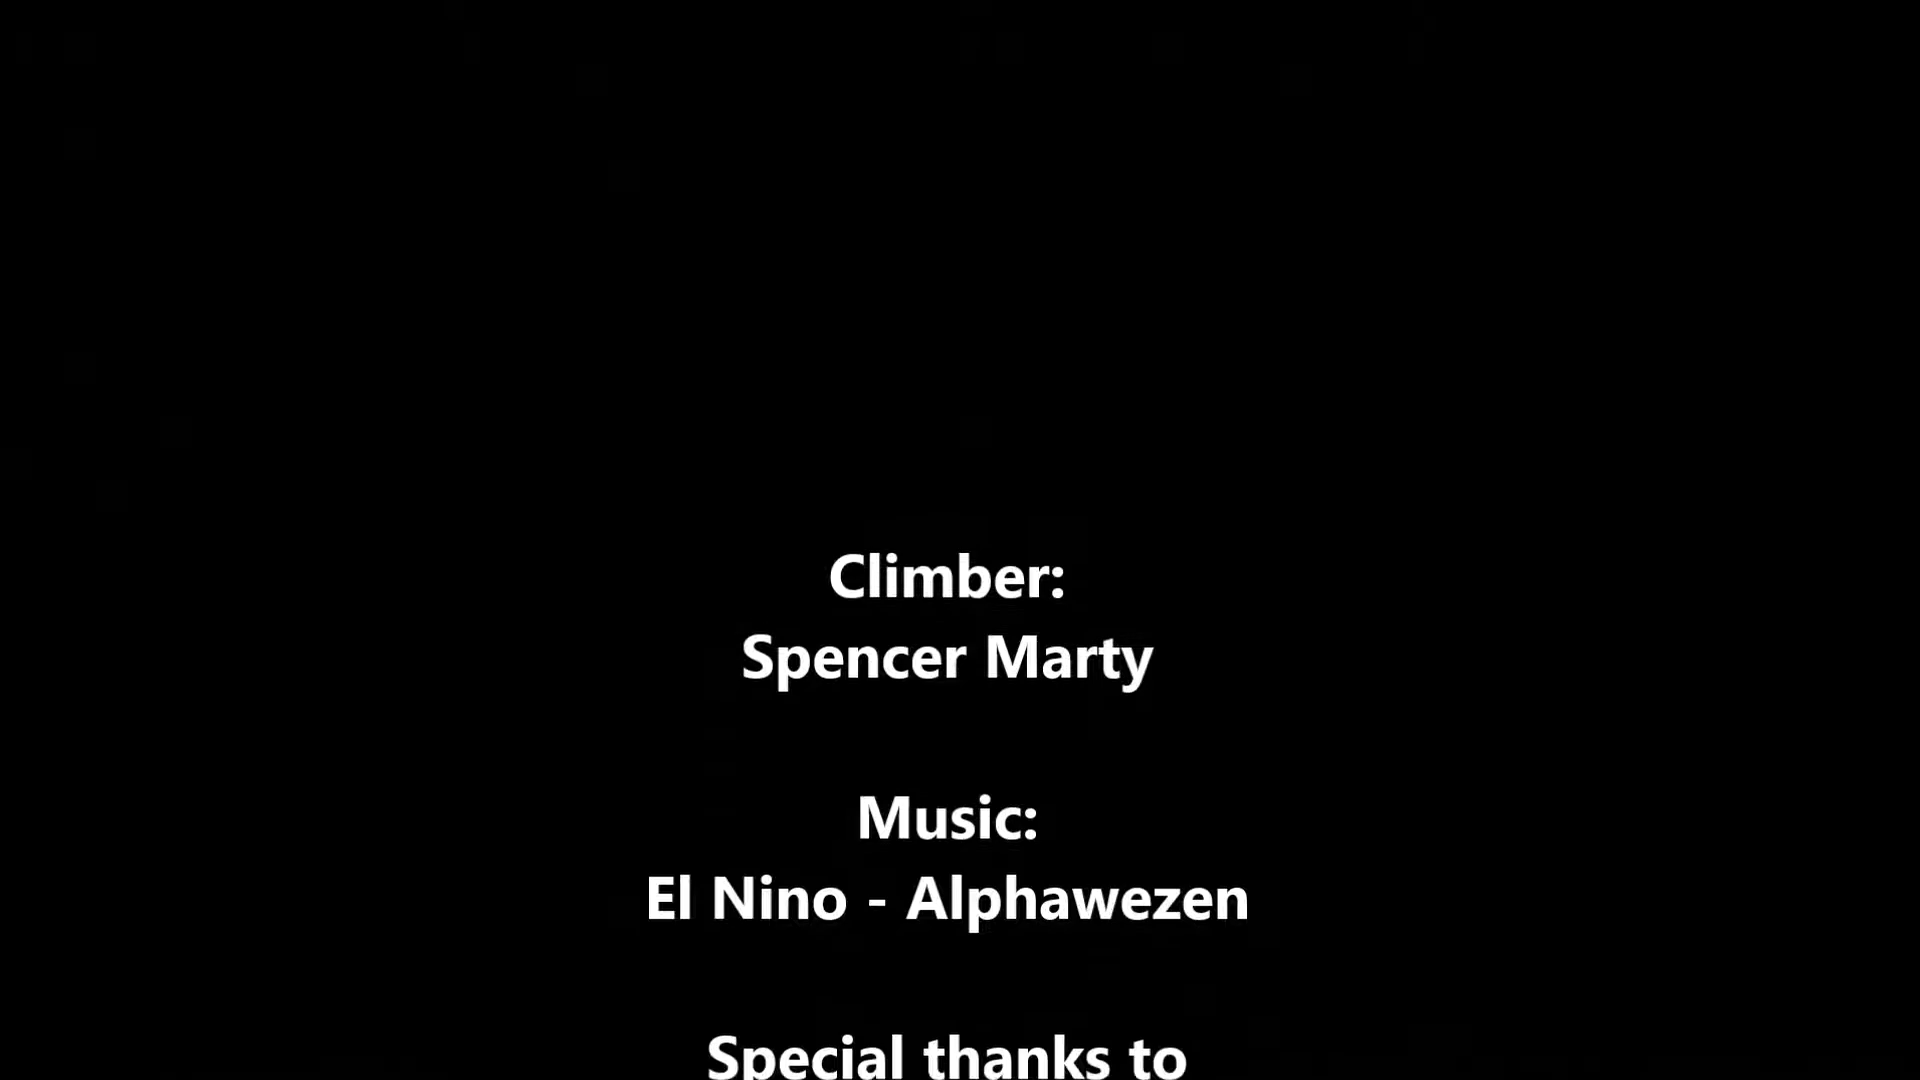 Climber:
Spencer Marty
Music:
El Nino - Alphawezen
Special thanks to